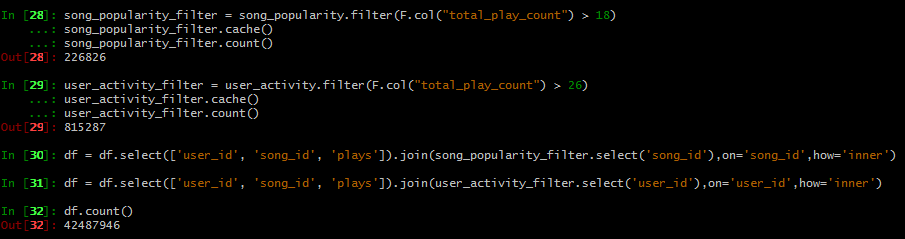 In [28]: song_popularity_filter = song_popularity.filter(F.col("total_play_count") > 18)
...: song_popularity_filter.cache()
...: song_popularity_filter.count()
Out[28]: 226826
In [29]: user_activity_filter = user_activity.filter(F.col("total_play_count") > 26)
...: user_activity_filter.cache()
...: user_activity_filter.count()
Out[29]: 815287
In [30]: df = df.select(['user_id', 'song_id', 'plays']).join(song_popularity_filter.select('song_id'),on='song_id',how='inner')
In [31]: df = df.select(['user_id', 'song_id', 'plays']).join(user_activity_filter.select('user_id'),on='user_id',how='inner')
In [32]: df.count()
Out[32]: 42487946